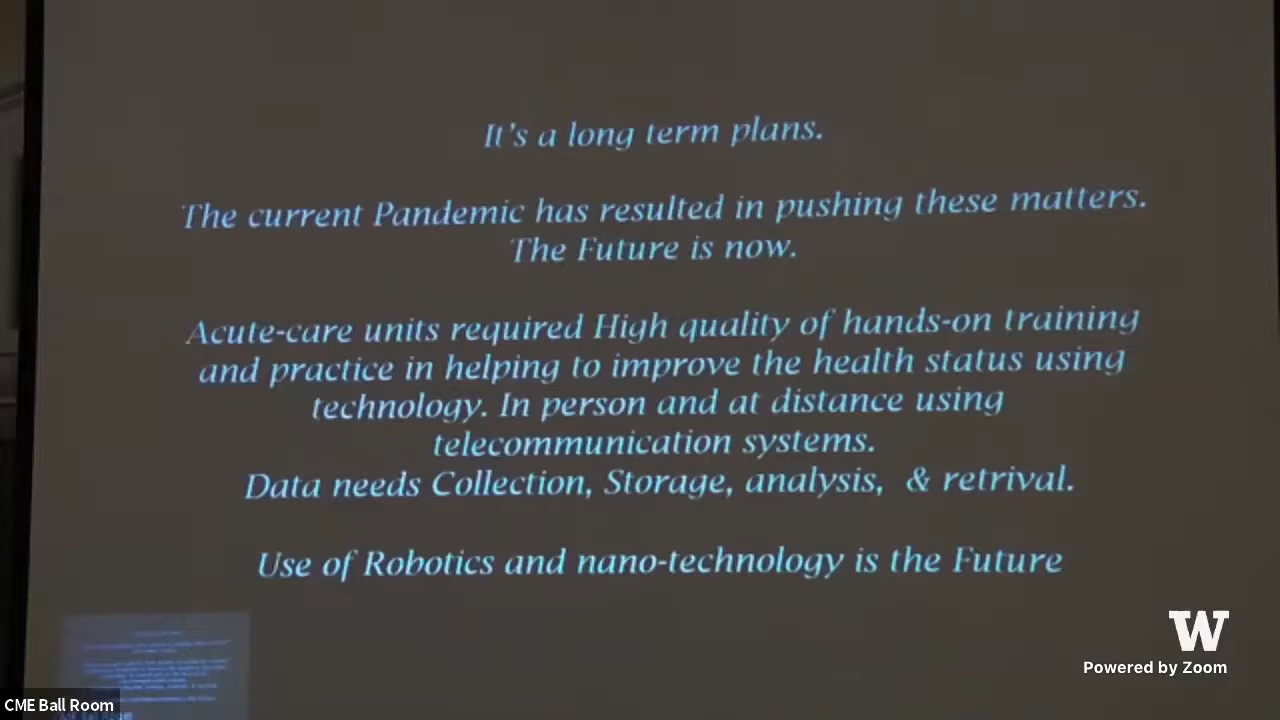 It's a long term plans.
The current Pandemic has resulted in pushing these matters.
The Future is now.
Acute-care units required High quality of hands-on training
and practice in helping to improve the health status using
technology. In person and at distance using
telecommunication systems.
Data needs Collection, Storage, analysis, & retrival.
Use of Robotics and nano-technology is the Future
W
Powered by Zoom
CME Ball Room